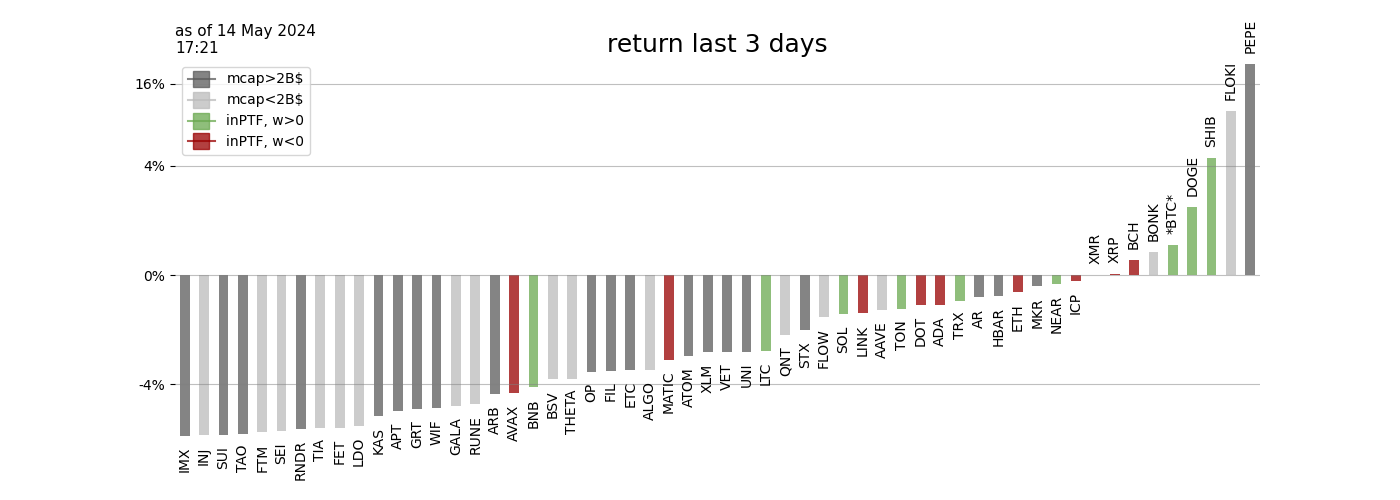 as of 14 May 2024
17:21
return last 3 days
mcap>2B$
mcap<2B$
inPTF, w>0
inPTF, w<0
16%
4%
0%
-4%
IMX
INJ
SUI
TAO
FTM
SEI
RNDR
TIA
FET
LDO
KAS
APT
GRT
WIF
GALA
RUNE
ARB
AVAX
BNB
BSV
THETA
OP
FIL
ETC
ALGO
MATIC
ATOM
XLM
VET
UNI
LTC
QNT
STX
FLOW
SOL
LINK
AAVE
TON
DOT
ADA
TRX
AR
HBAR
ETH
MKR
NEAR
ICP
XMR
XRP
BCH
BONK
*BTC*
DOGE
SHIB
FLOKI
PEPE